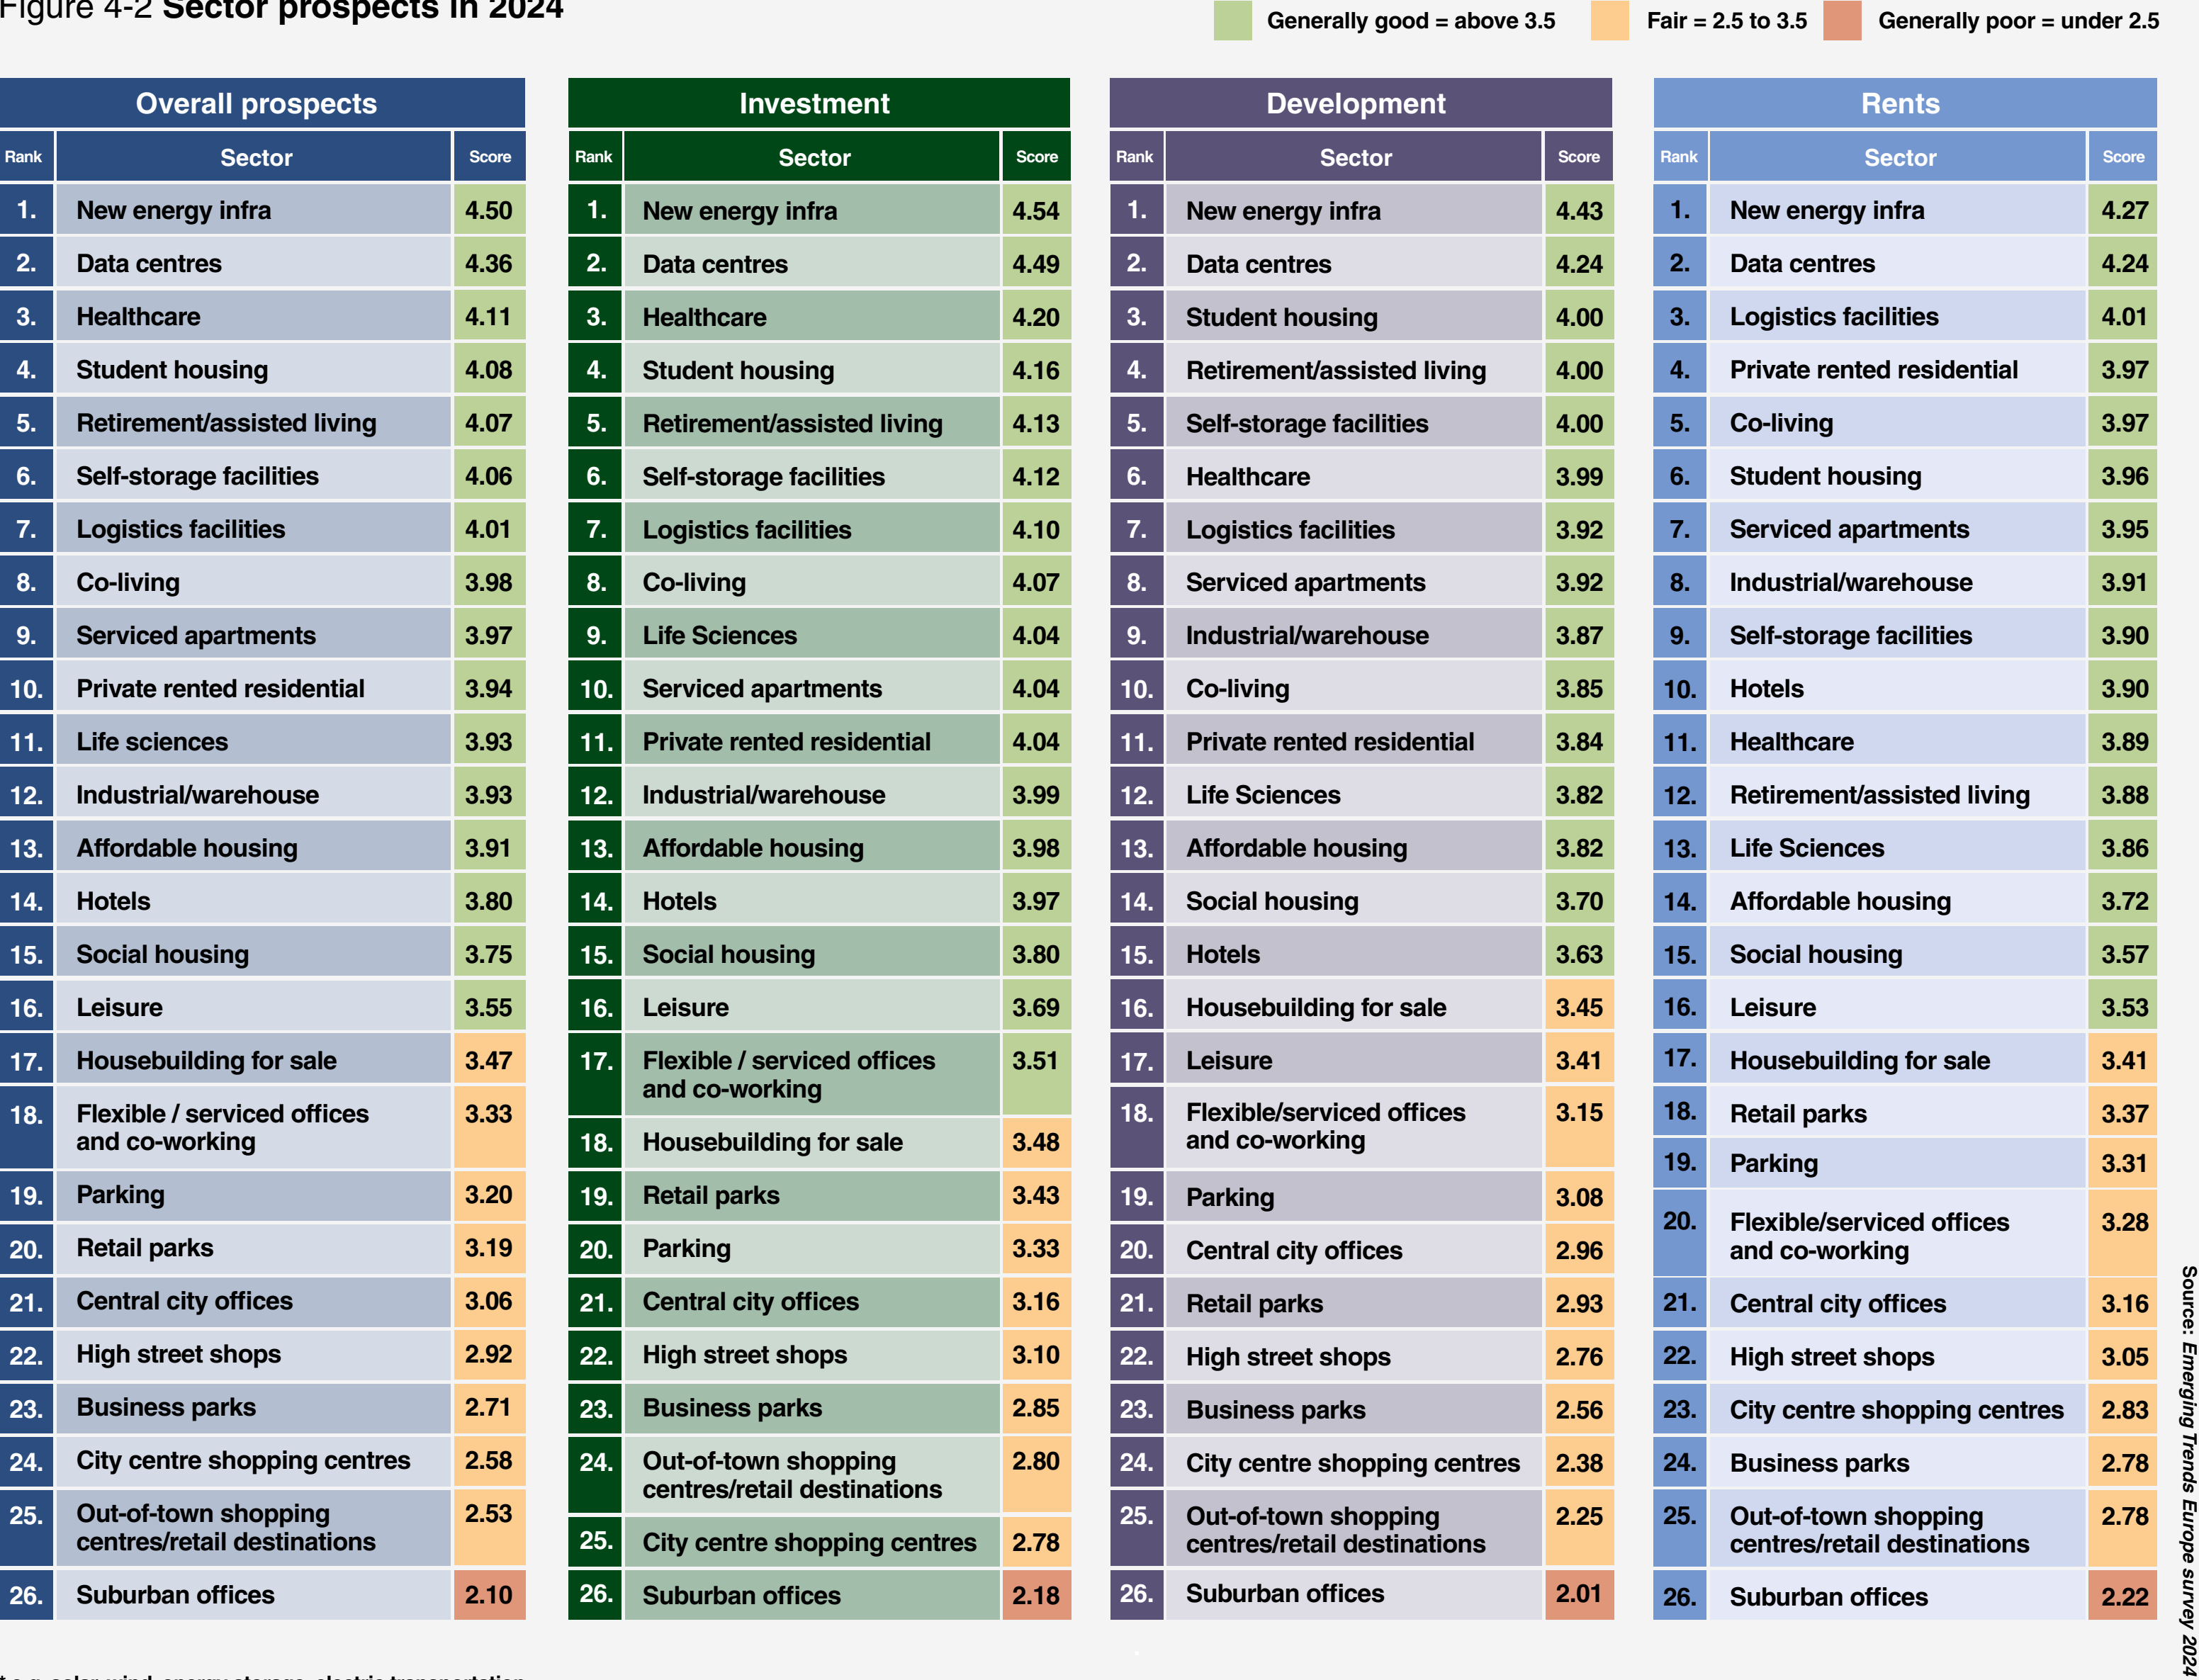 Figure 4-2 Sector prospects in 2024
Generally good = above 3.5
Fair = 2.5 to 3.5
Generally poor = under 2.5
Overall prospects
Rank Sector Score
1. New energy infra 4.50
2. Data centres 4.36
3. Healthcare 4.11
4. Student housing 4.08
5. Retirement/assisted living 4.07
6. Self-storage facilities 4.06
7. Logistics facilities 4.01
8. Co-living 3.98
9. Serviced apartments 3.97
10. Private rented residential 3.94
11. Life sciences 3.93
12. Industrial/warehouse 3.93
13. Affordable housing 3.91
14. Hotels 3.80
15. Social housing 3.75
16. Leisure 3.55
17. Housebuilding for sale 3.47
18. Flexible / serviced offices 3.33
and co-working
19. Parking 3.20
20. Retail parks 3.19
21. Central city offices 3.06
22. High street shops 2.92
23. Business parks 2.71
24. City centre shopping centres 2.58
25. Out-of-town shopping 2.53
centres/retail destinations
26. Suburban offices 2.10
Investment
Rank Sector Score
1. New energy infra 4.54
2. Data centres 4.49
3. Healthcare 4.20
4. Student housing 4.16
5. Retirement/assisted living 4.13
6. Self-storage facilities 4.12
7. Logistics facilities 4.10
8. Co-living 4.07
9. Life Sciences 4.04
10. Serviced apartments 4.04
11. Private rented residential 4.04
12. Industrial/warehouse 3.99
13. Affordable housing 3.98
14. Hotels 3.97
15. Social housing 3.80
16. Leisure 3.69
17. Flexible / serviced offices 3.51
and co-working
18. Housebuilding for sale 3.48
19. Retail parks 3.43
20. Parking 3.33
21. Central city offices 3.16
22. High street shops 3.10
23. Business parks 2.85
24. Out-of-town shopping 2.80
centres/retail destinations
25. City centre shopping centres 2.78
26. Suburban offices 2.18
Development
Rank Sector Score
1. New energy infra 4.43
2. Data centres 4.24
3. Student housing 4.00
4. Retirement/assisted living 4.00
5. Self-storage facilities 4.00
6. Healthcare 3.99
7. Logistics facilities 3.92
8. Serviced apartments 3.92
9. Industrial/warehouse 3.87
10. Co-living 3.85
11. Private rented residential 3.84
12. Life Sciences 3.82
13. Affordable housing 3.82
14. Social housing 3.70
15. Hotels 3.63
16. Housebuilding for sale 3.45
17. Leisure 3.41
18. Flexible/serviced offices 3.15
and co-working
19. Parking 3.08
20. Central city offices 2.96
21. Retail parks 2.93
22. High street shops 2.76
23. Business parks 2.56
24. City centre shopping centres 2.38
25. Out-of-town shopping 2.25
centres/retail destinations
26. Suburban offices 2.01
Rents
Rank Sector Score
1. New energy infra 4.27
2. Data centres 4.24
3. Logistics facilities 4.01
4. Private rented residential 3.97
5. Co-living 3.97
6. Student housing 3.96
7. Serviced apartments 3.95
8. Industrial/warehouse 3.91
9. Self-storage facilities 3.90
10. Hotels 3.90
11. Healthcare 3.89
12. Retirement/assisted living 3.88
13. Life Sciences 3.86
14. Affordable housing 3.72
15. Social housing 3.57
16. Leisure 3.53
17. Housebuilding for sale 3.41
18. Retail parks 3.37
19. Parking 3.31
20. Flexible/serviced offices 3.28
and co-working
21. Central city offices 3.16
22. High street shops 3.05
23. City centre shopping centres 2.83
24. Business parks 2.78
25. Out-of-town shopping 2.78
centres/retail destinations
26. Suburban offices 2.22
Source: Emerging Trends Europe survey 2024
* e.g. solar, wind, energy storage, electric transportation